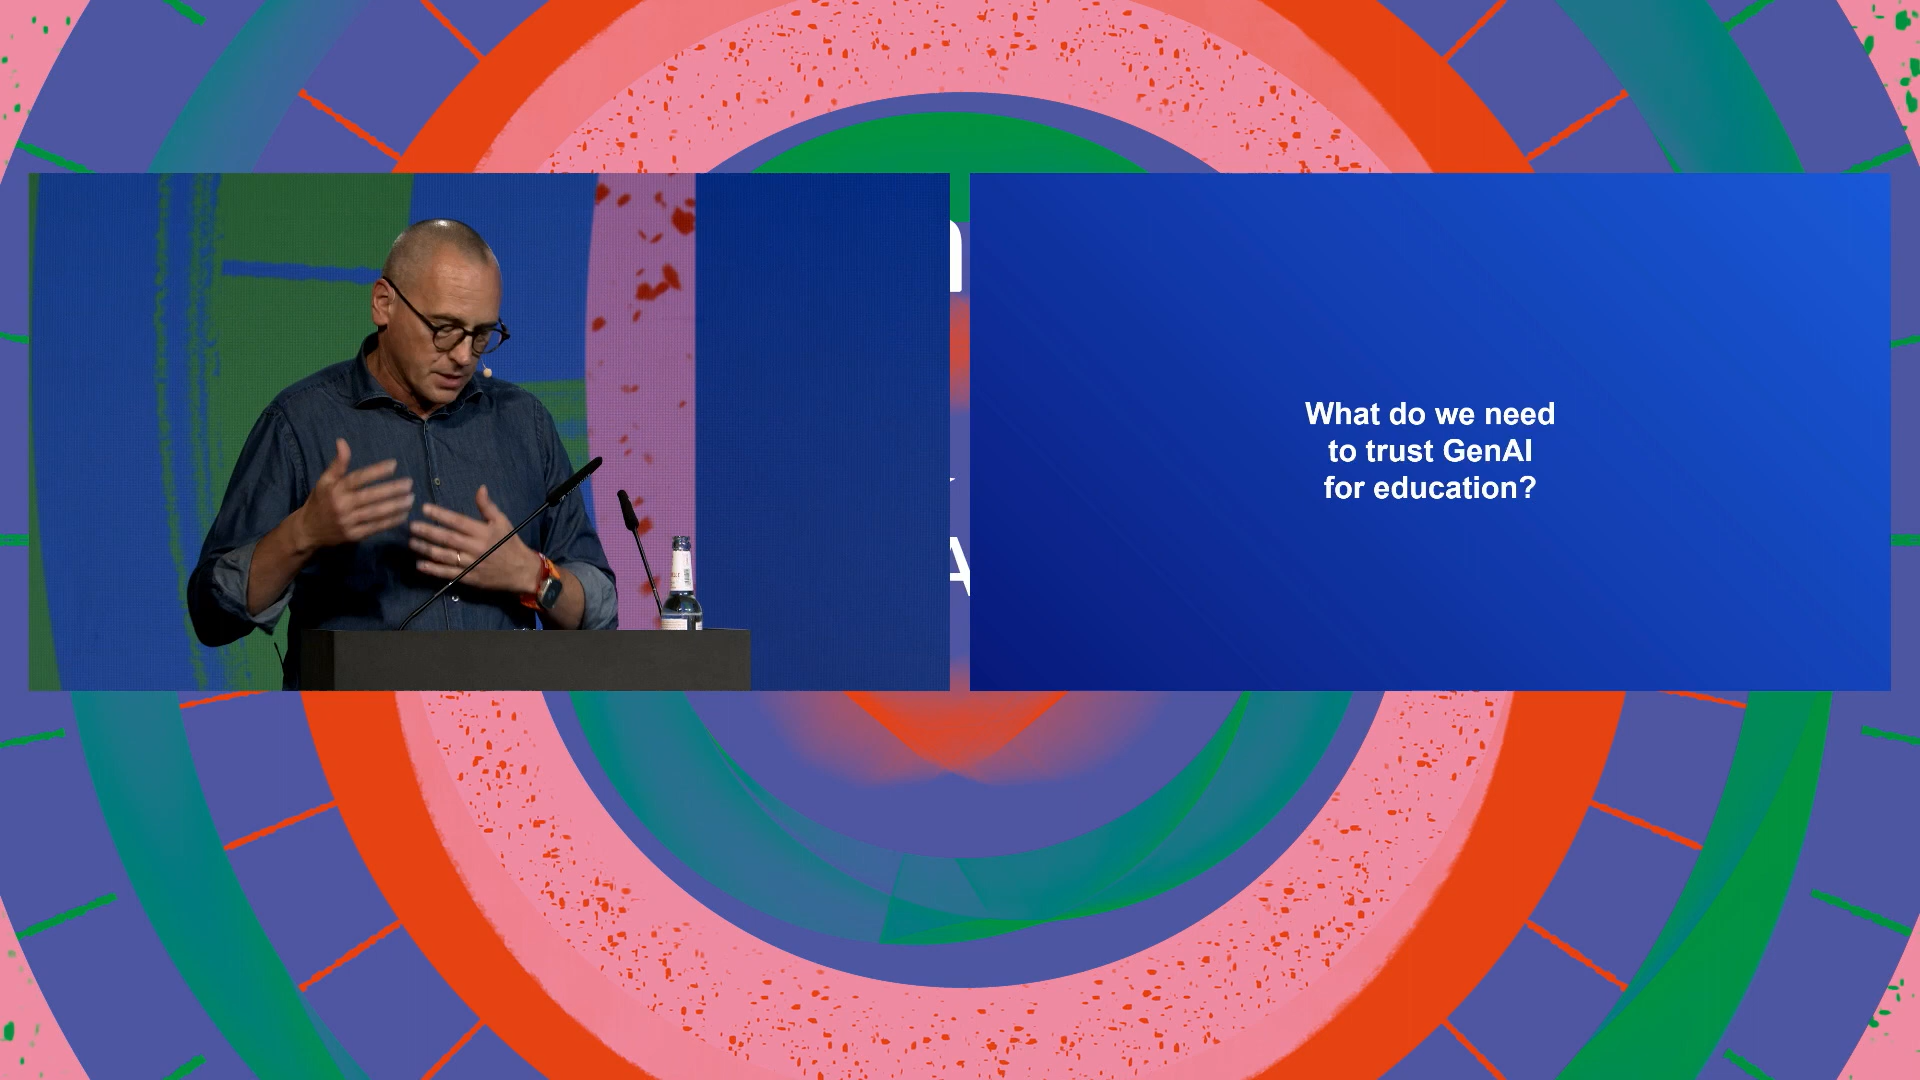 What do we need
to trust GenAI
for education?